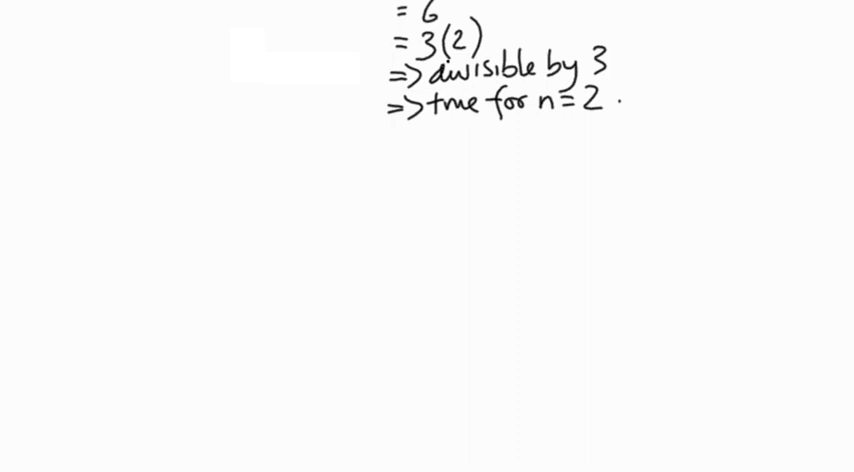 = 6
= 3(2)
=> divisible by 3
=> true for n = 2.